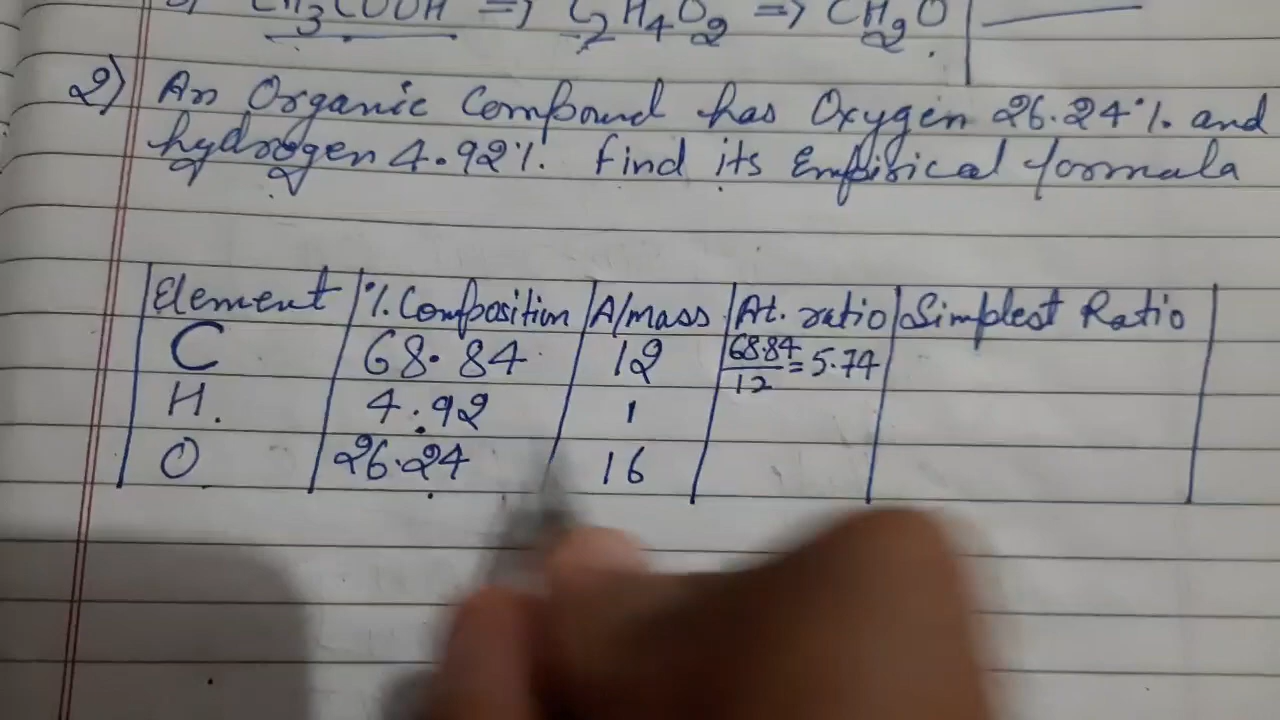 CH3COOH => C2H4O2 => CH2O
2) An Organic Compound has Oxygen 26.24% and
hydrogen 4.92%. find its Empirical formula
Element %Composition A/mass At. ratio Simplest Ratio
C 68.84 12 68.84/12 = 5.74
H. 4.92 1
O 26.24 16